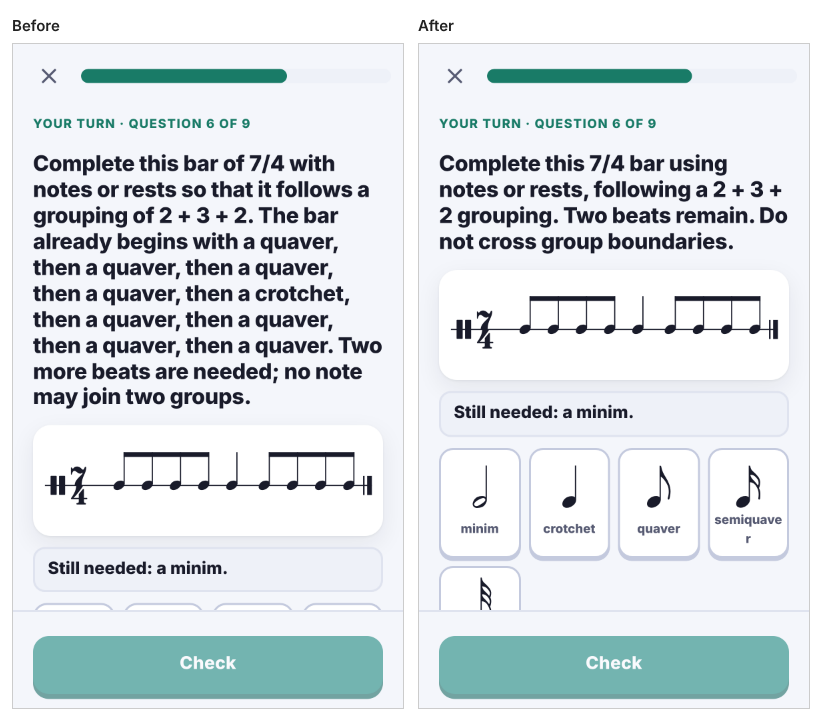 Before
YOUR TURN · QUESTION 6 OF 9
Complete this bar of 7/4 with
notes or rests so that it follows a
grouping of 2 + 3 + 2. The bar
already begins with a quaver,
then a quaver, then a quaver,
then a quaver, then a crotchet,
then a quaver, then a quaver,
then a quaver, then a quaver. Two
more beats are needed; no note
may join two groups.
7
4
Still needed: a minim.
Check
After
YOUR TURN · QUESTION 6 OF 9
Complete this 7/4 bar using
notes or rests, following a 2 + 3 +
2 grouping. Two beats remain. Do
not cross group boundaries.
7
4
Still needed: a minim.
minim crotchet quaver semiquave
r
Check